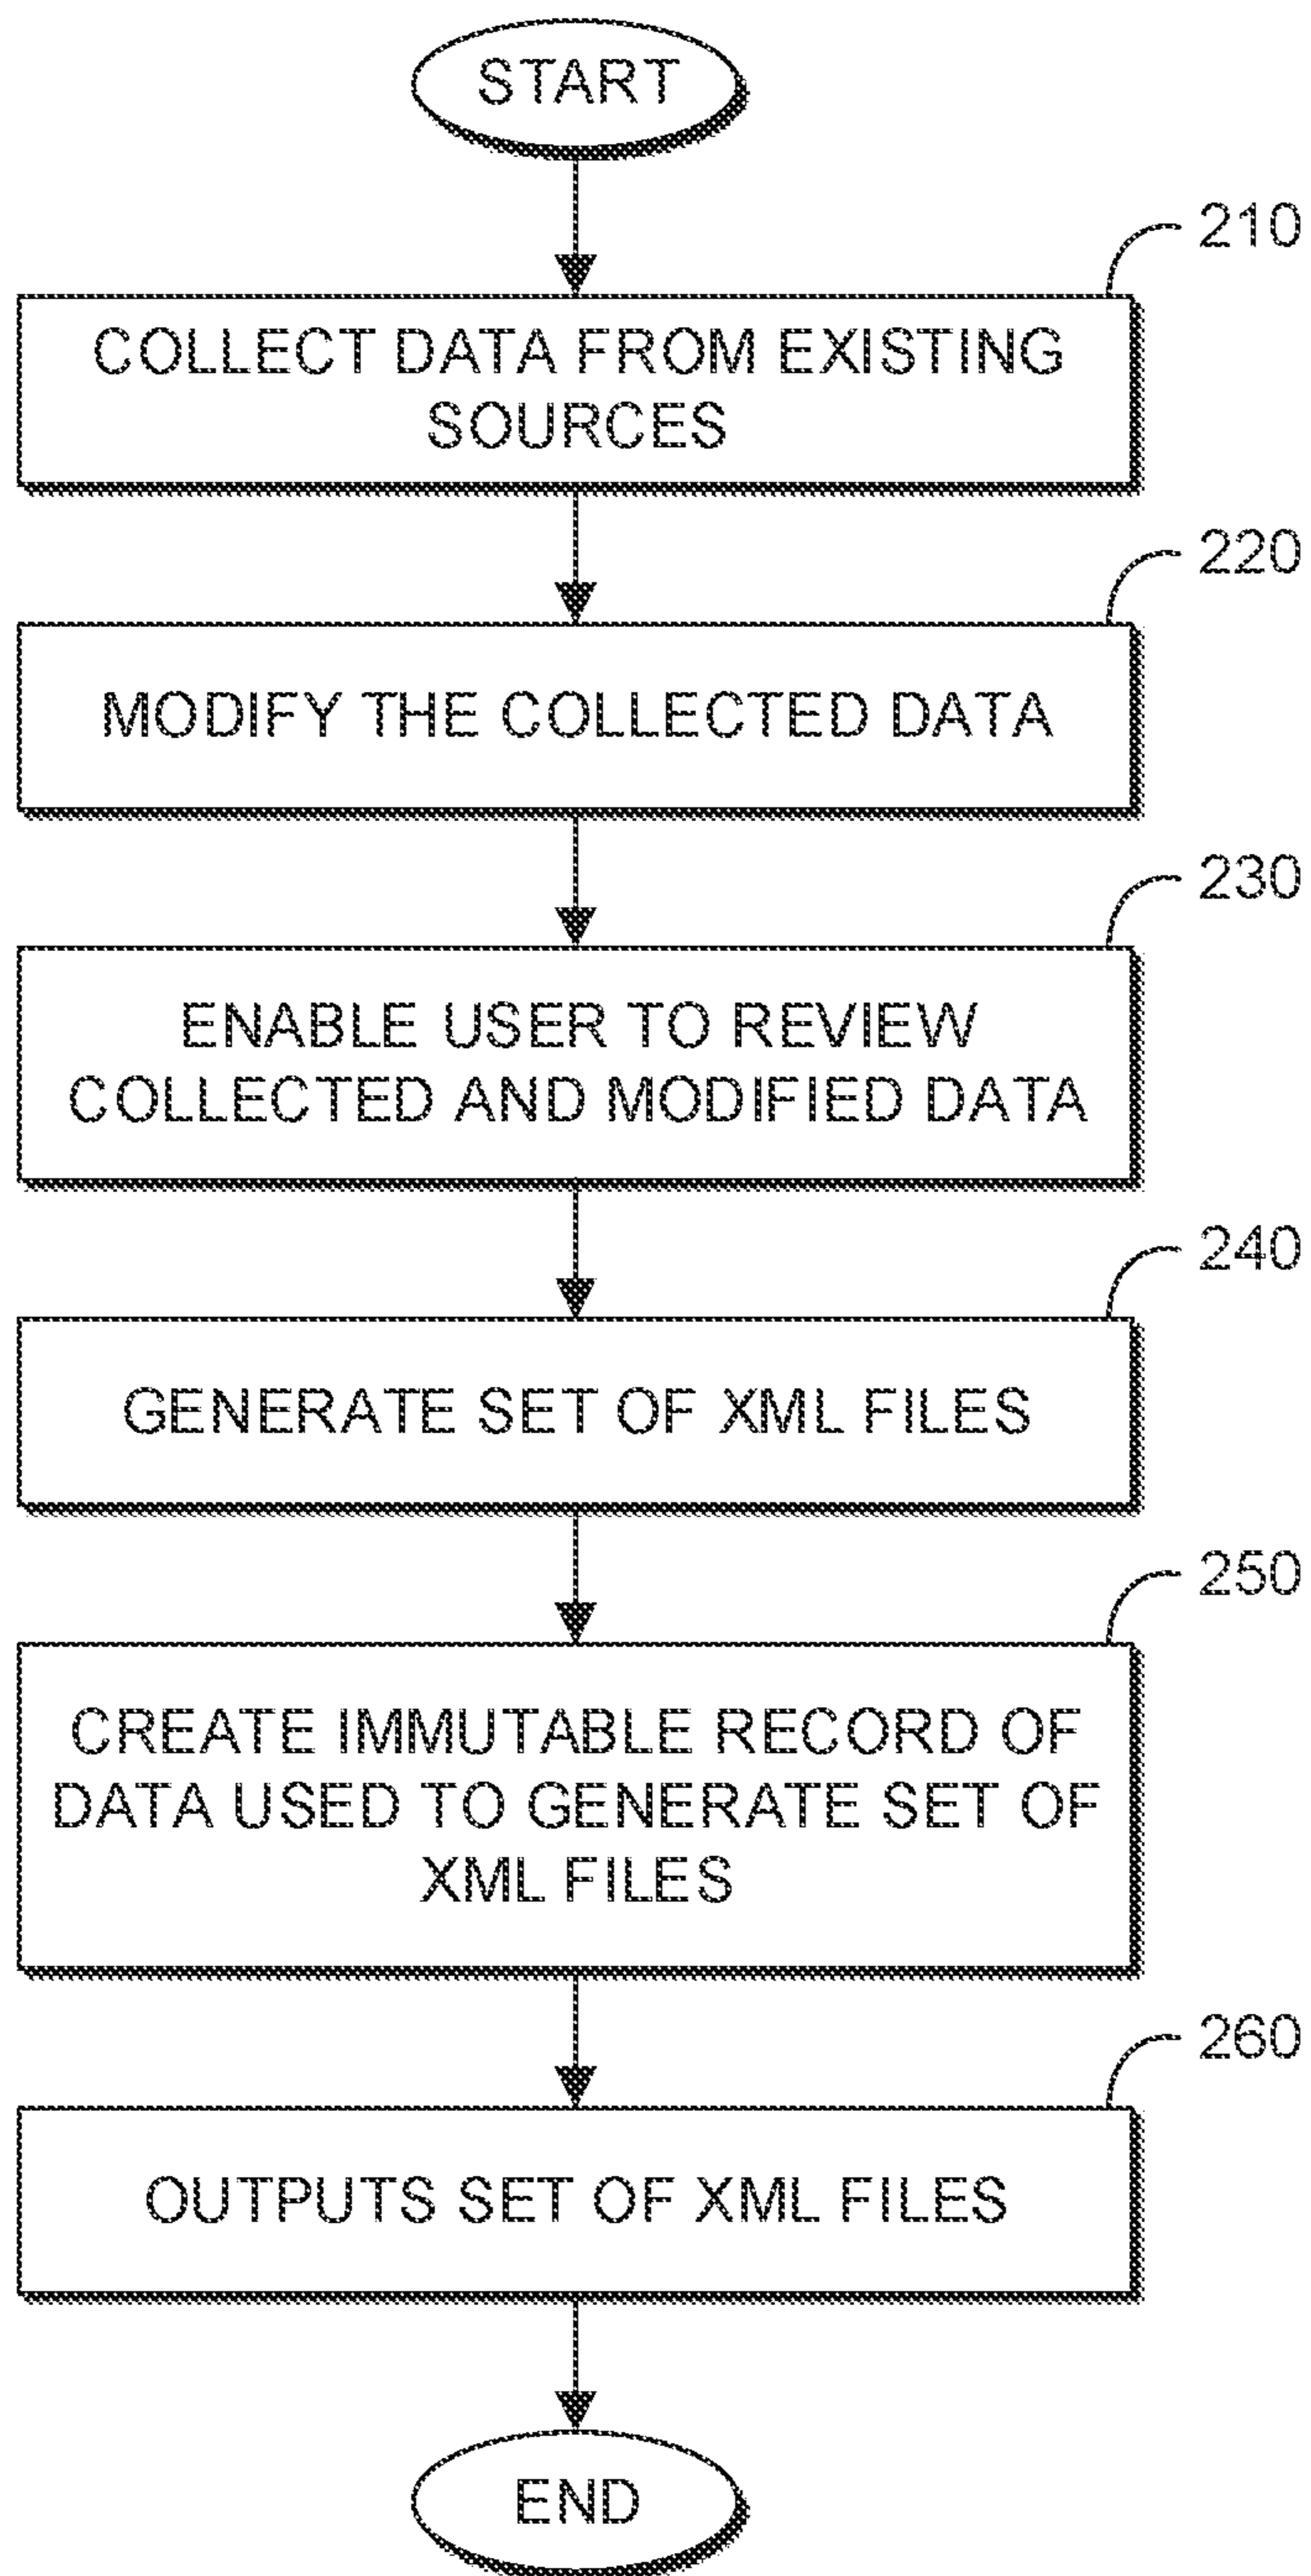 START
210
COLLECT DATA FROM EXISTING
SOURCES
220
MODIFY THE COLLECTED DATA
230
ENABLE USER TO REVIEW
COLLECTED AND MODIFIED DATA
240
GENERATE SET OF XML FILES
250
CREATE IMMUTABLE RECORD OF
DATA USED TO GENERATE SET OF
XML FILES
260
OUTPUTS SET OF XML FILES
END